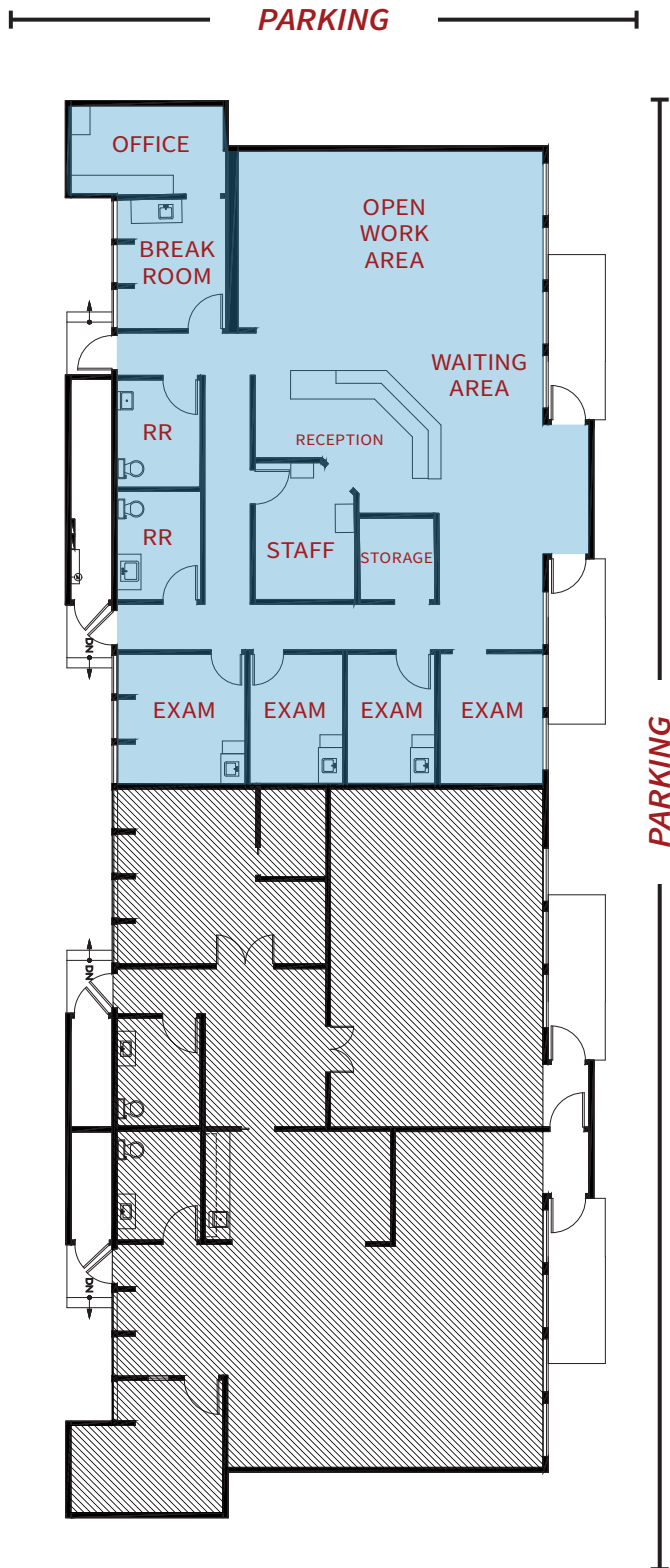 PARKING
OFFICE
OPEN
WORK
AREA
BREAK
ROOM
WAITING
AREA
RR
RECEPTION
RR
STAFF
STORAGE
DN
EXAM
EXAM
EXAM
EXAM
PARKING
DN
DN